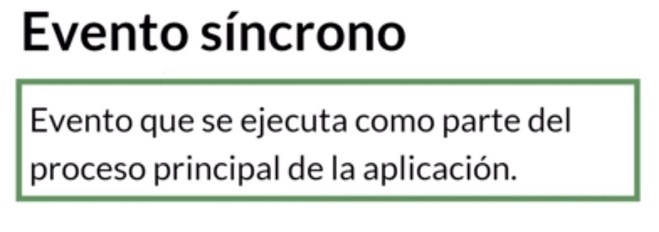 Evento síncrono
Evento que se ejecuta como parte del
proceso principal de la aplicación.